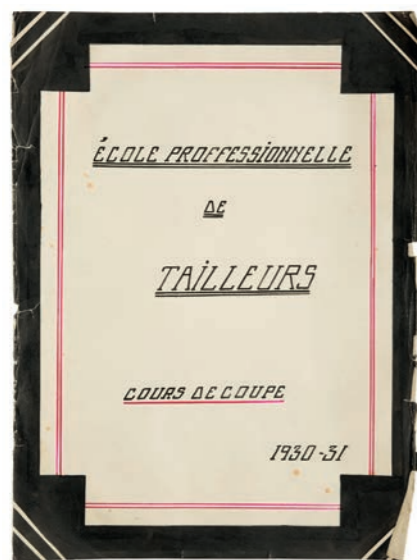 ÉCOLE PROFFESSIONNELLE
DE
TAILLEURS
COURS DE COUPE
1930-31